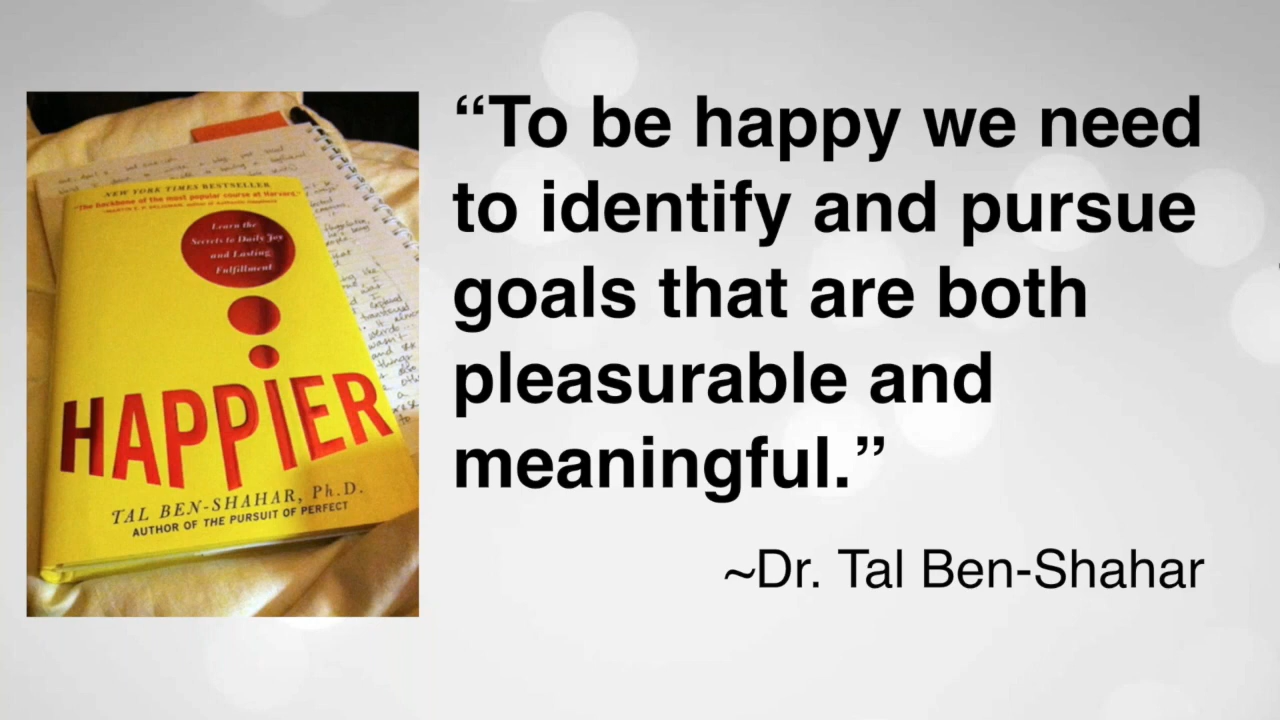 “To be happy we need
to identify and pursue
goals that are both
pleasurable and
meaningful.”
~Dr. Tal Ben-Shahar
NEW YORK TIMES BESTSELLER
"The backbone of the most popular course at Harvard."
Learn the
Secrets to Daily Joy
and Lasting
Fulfillment
HAPPIER
TAL BEN-SHAHAR, Ph.D.
AUTHOR OF THE PURSUIT OF PERFECT